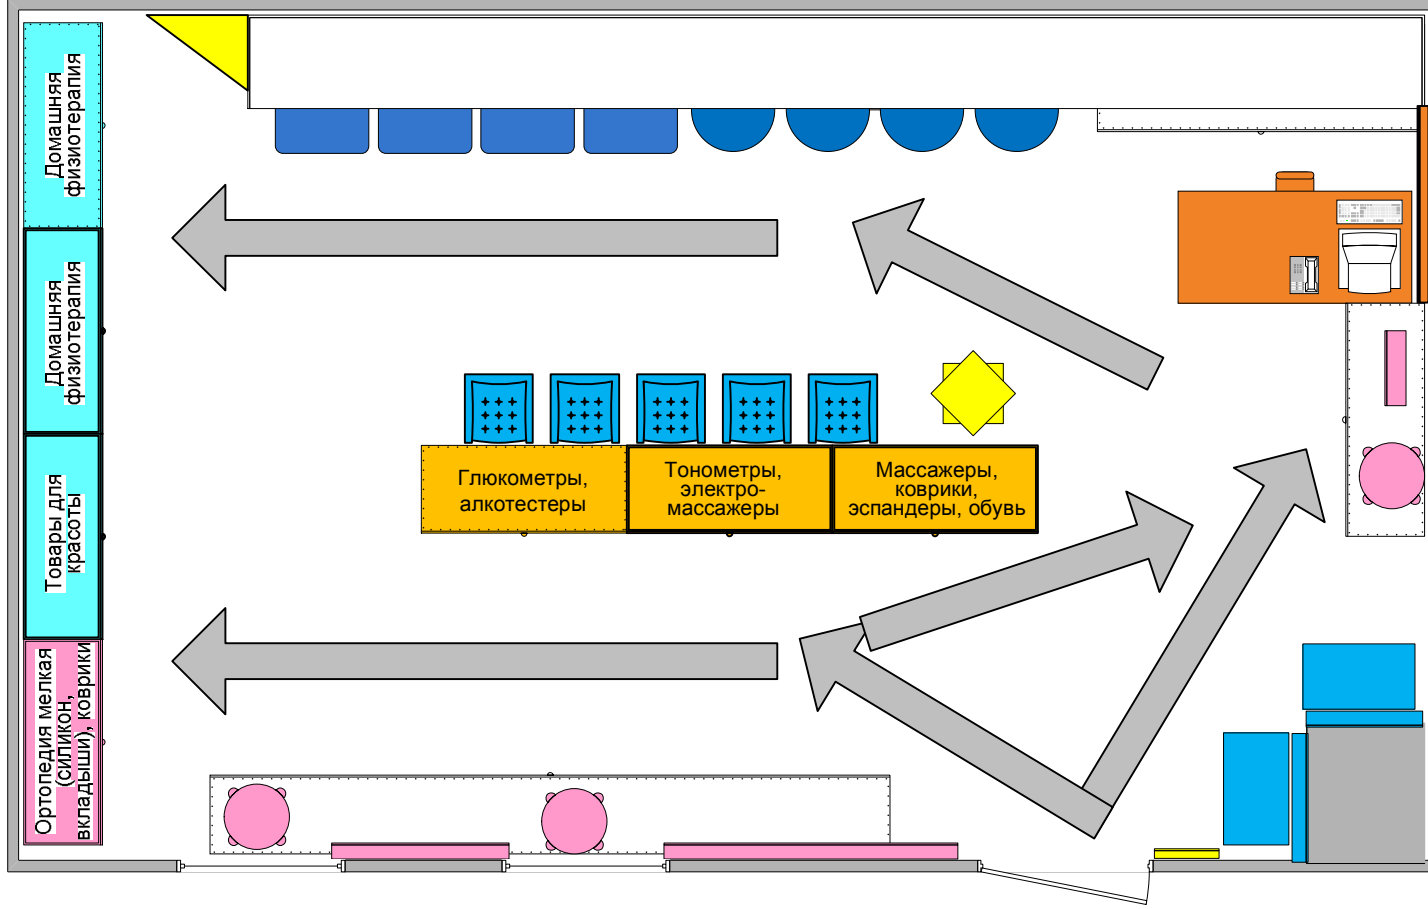 Домашняя
физиотерапия
Домашняя
физиотерапия
Товары для
красоты
Ортопедия мелкая
(силикон,
вкладыши), коврики
Глюкометры,
алкотестеры
Тонометры,
электро-
массажеры
Массажеры,
коврики,
эспандеры, обувь